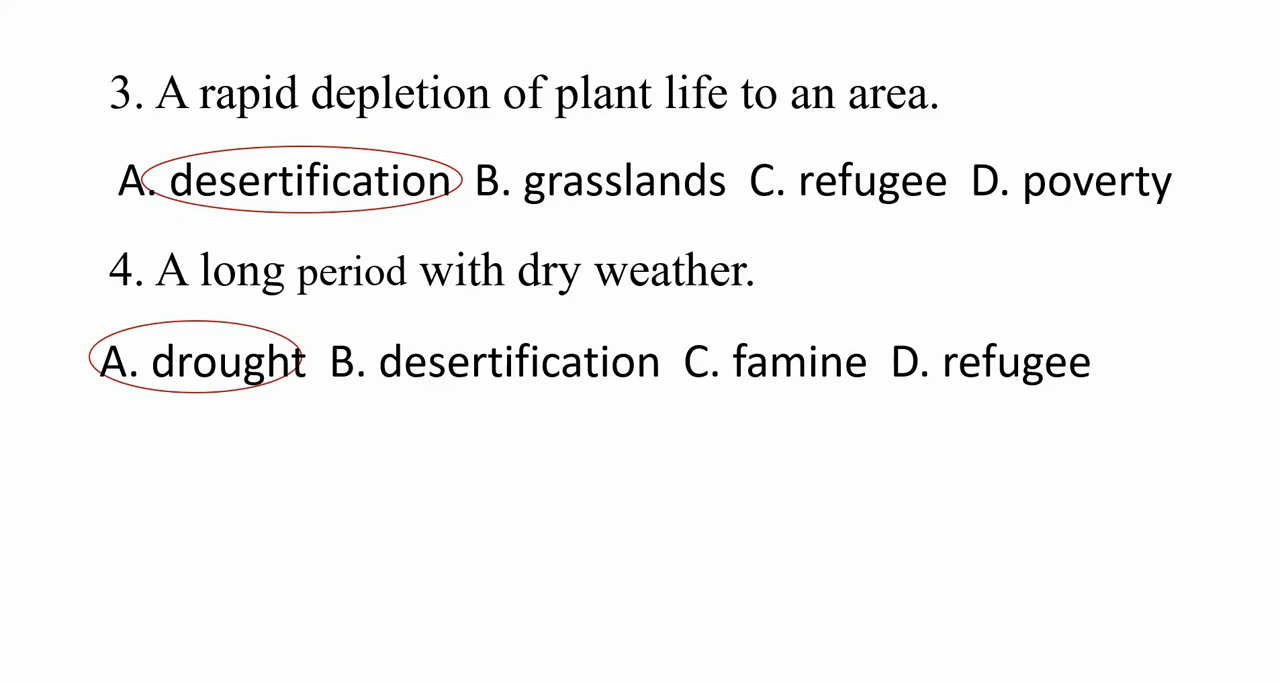 3. A rapid depletion of plant life to an area.
A. desertification B. grasslands C. refugee D. poverty
4. A long period with dry weather.
A. drought B. desertification C. famine D. refugee